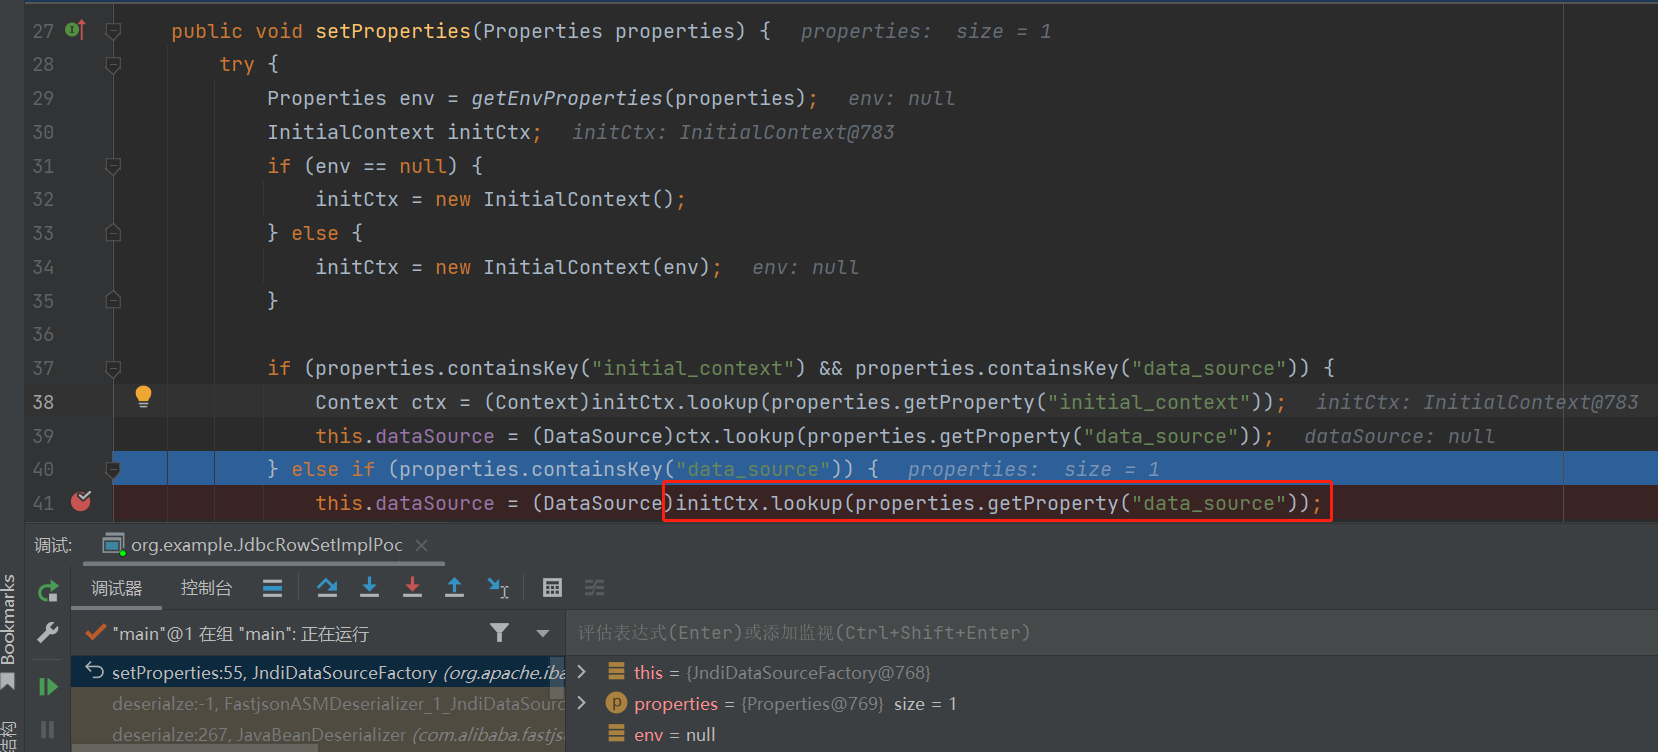 27 public void setProperties(Properties properties) { properties: size = 1
28 try {
29 Properties env = getEnvProperties(properties); env: null
30 InitialContext initCtx; initCtx: InitialContext@783
31 if (env == null) {
32 initCtx = new InitialContext();
33 } else {
34 initCtx = new InitialContext(env); env: null
35 }
36
37 if (properties.containsKey("initial_context") && properties.containsKey("data_source")) {
38 Context ctx = (Context)initCtx.lookup(properties.getProperty("initial_context")); initCtx: InitialContext@783
39 this.dataSource = (DataSource)ctx.lookup(properties.getProperty("data_source")); dataSource: null
40 } else if (properties.containsKey("data_source")) { properties: size = 1
41 this.dataSource = (DataSource)initCtx.lookup(properties.getProperty("data_source"));
调试: org.example.JdbcRowSetImplPoc
调试器 控制台
"main"@1 在组 "main": 正在运行
评估表达式(Enter)或添加监视(Ctrl+Shift+Enter)
setProperties:55, JndiDataSourceFactory (org.apache.iba
this = {JndiDataSourceFactory@768}
deserialze:-1, FastjsonASMDeserializer_1_JndiDataSourc
properties = {Properties@769} size = 1
deserialze:267, JavaBeanDeserializer (com.alibaba.fastjs
env = null
Bookmarks
结构